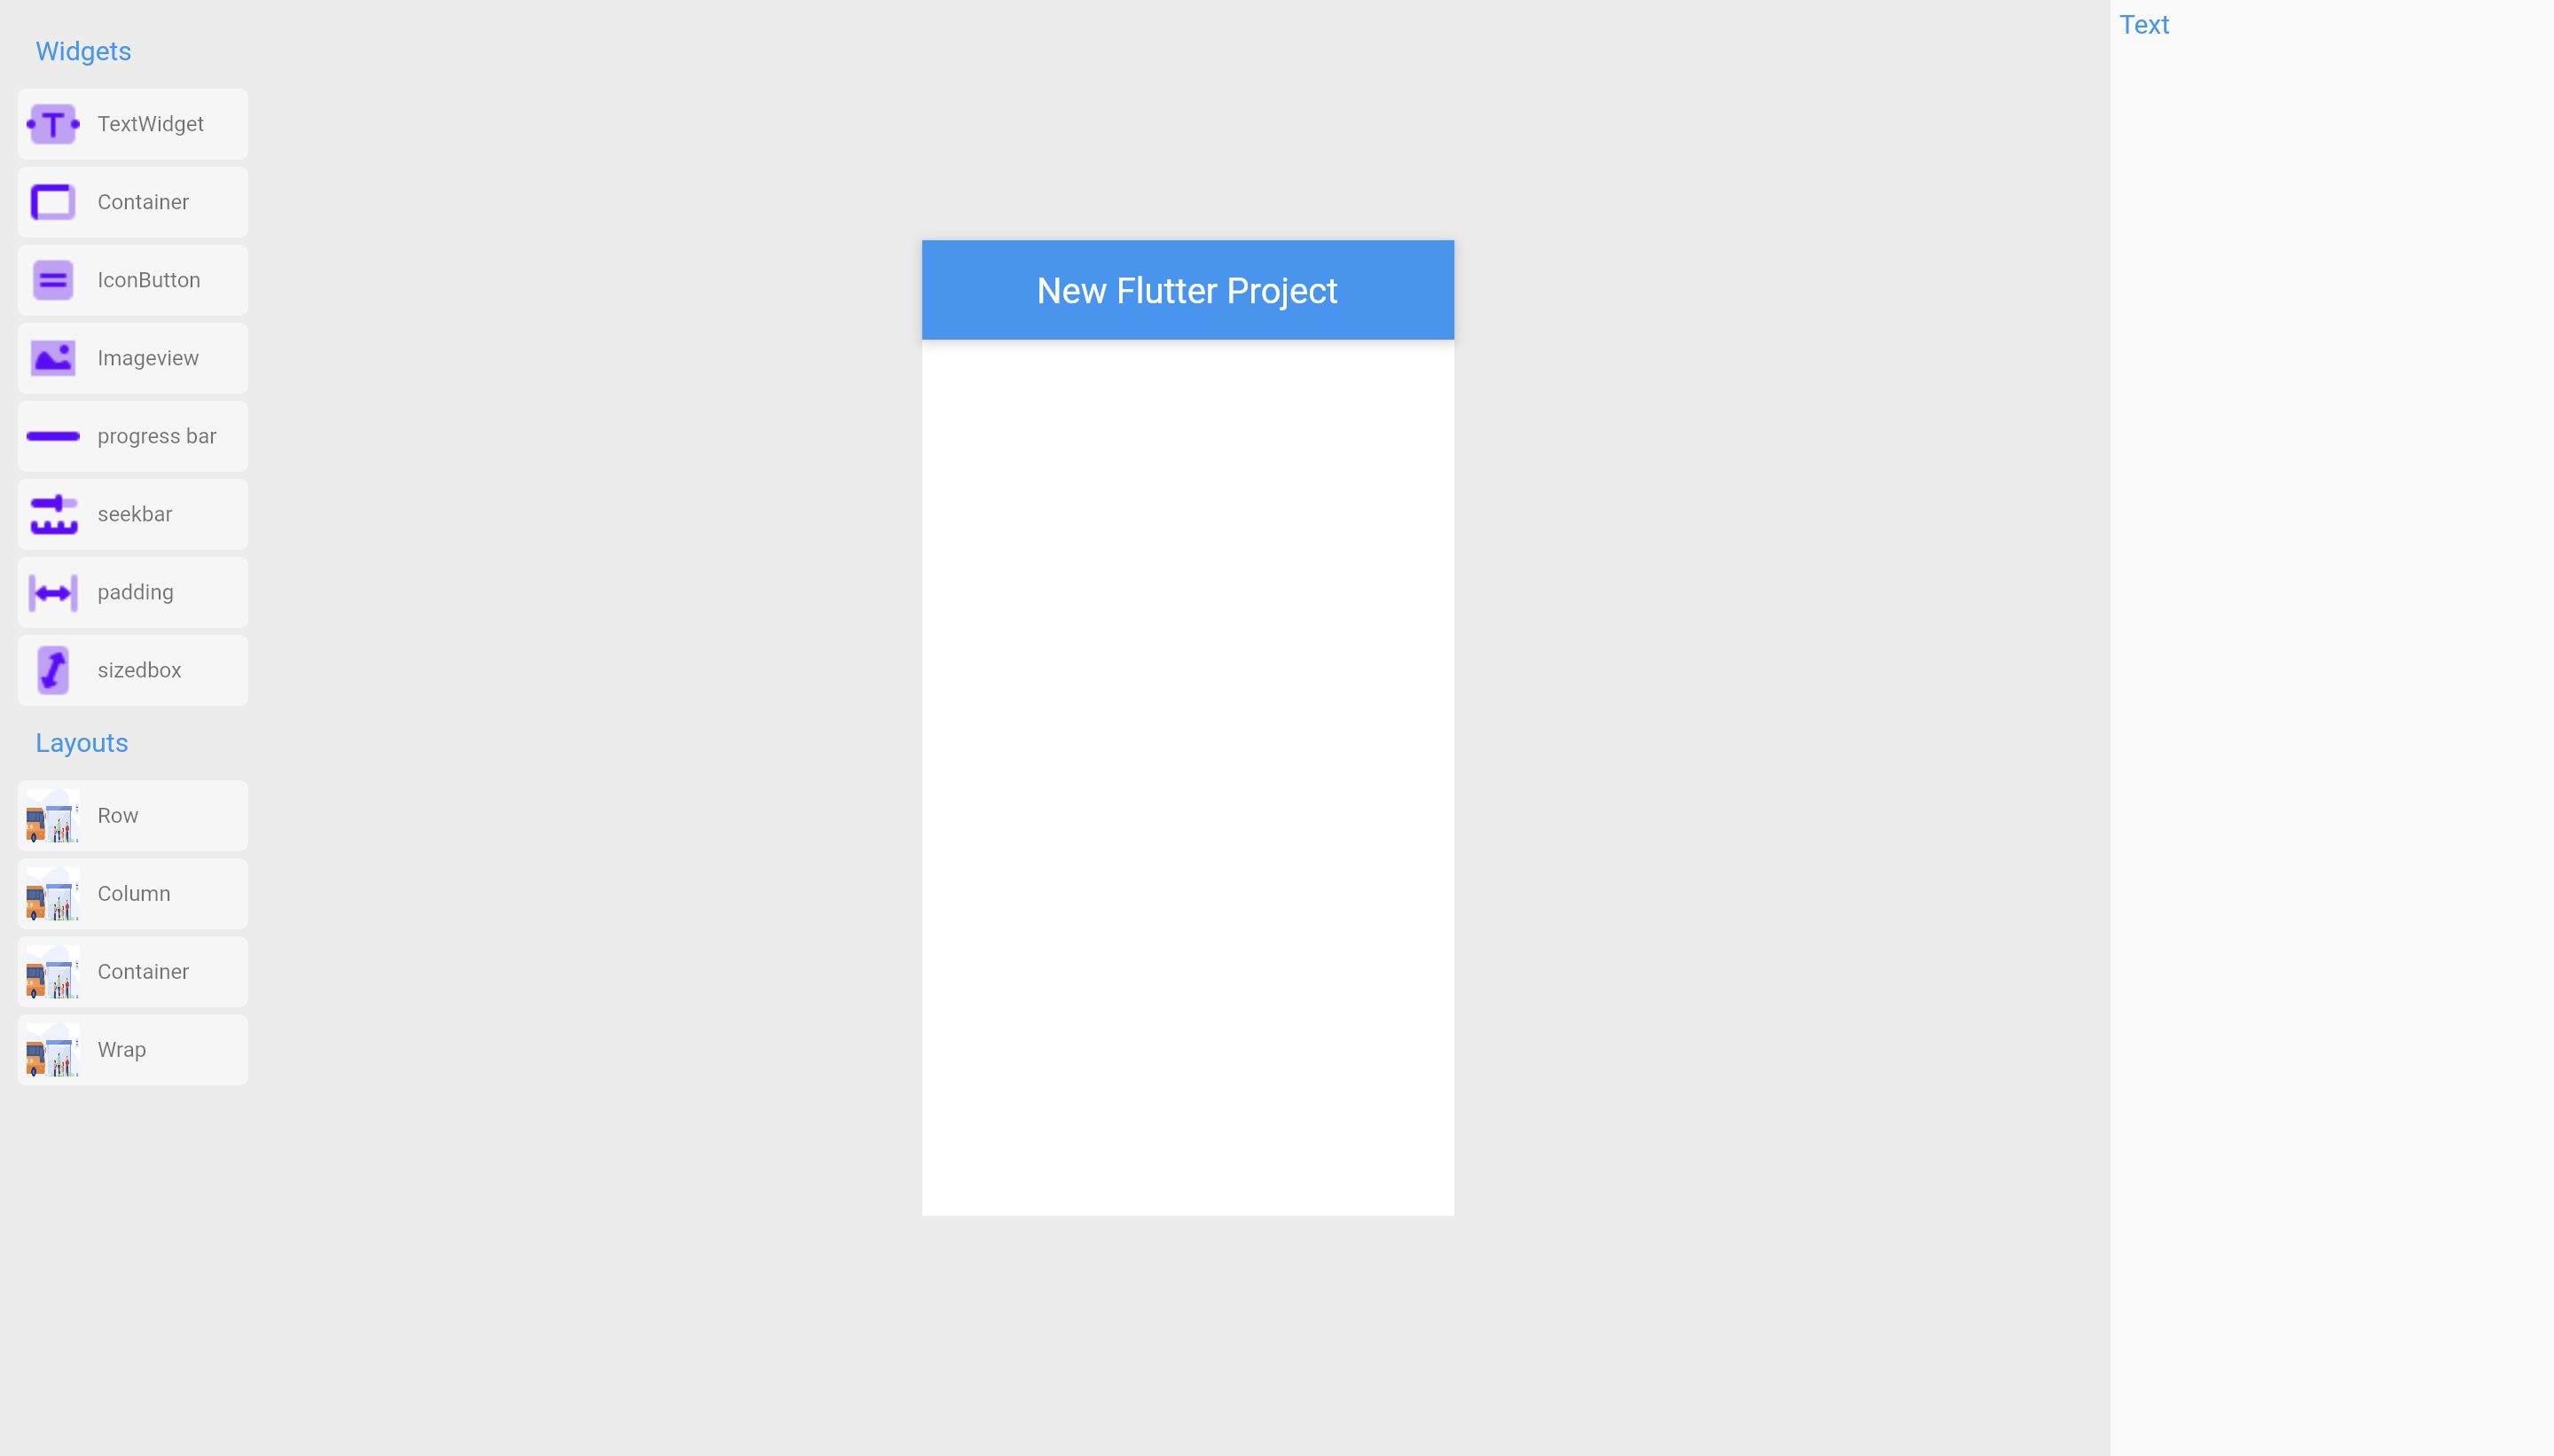 Widgets
TextWidget
Container
IconButton
Imageview
progress bar
seekbar
padding
sizedbox
Layouts
Row
Column
Container
Wrap
New Flutter Project
Text